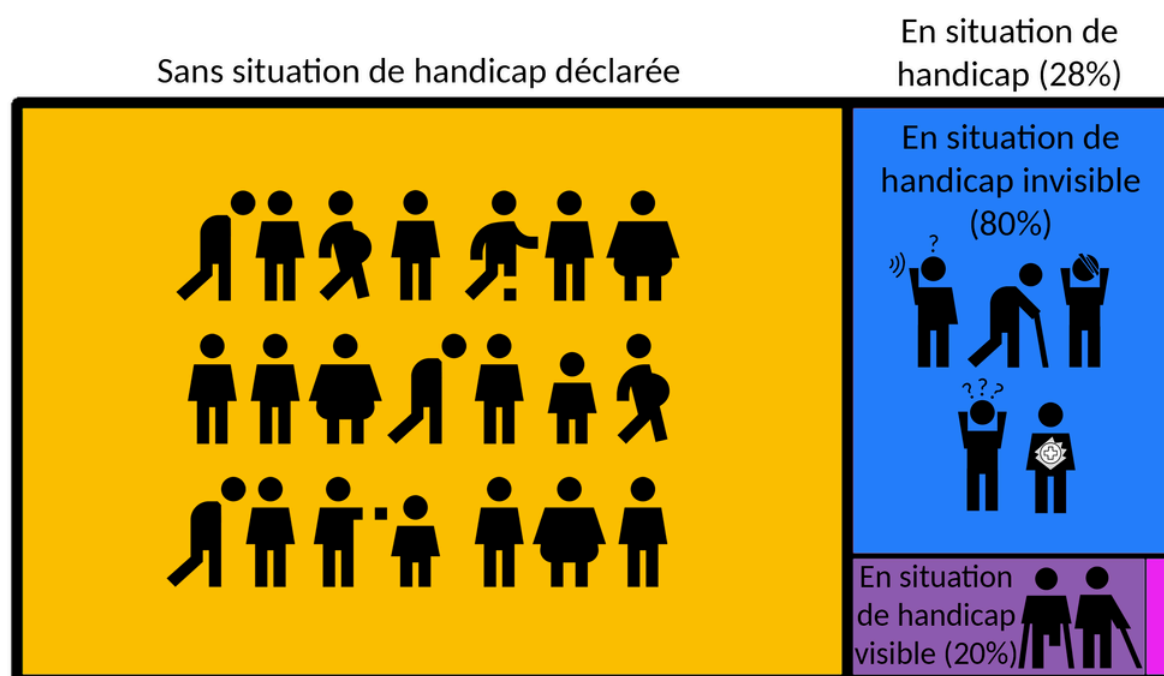 Sans situation de handicap déclarée
En situation de
handicap (28%)
En situation de
handicap invisible
(80%)
?
? ? ?
En situation
de handicap
visible (20%)